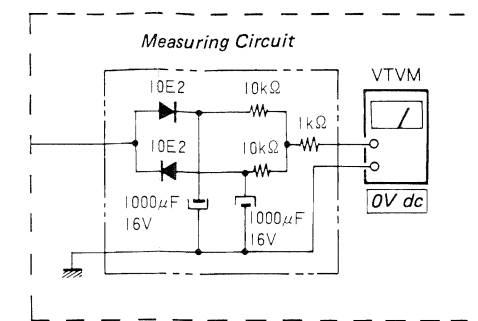 Measuring Circuit
VTVM
10E2
10kΩ
1kΩ
10E2
10kΩ
1000μF
16V
1000μF
16V
0V dc